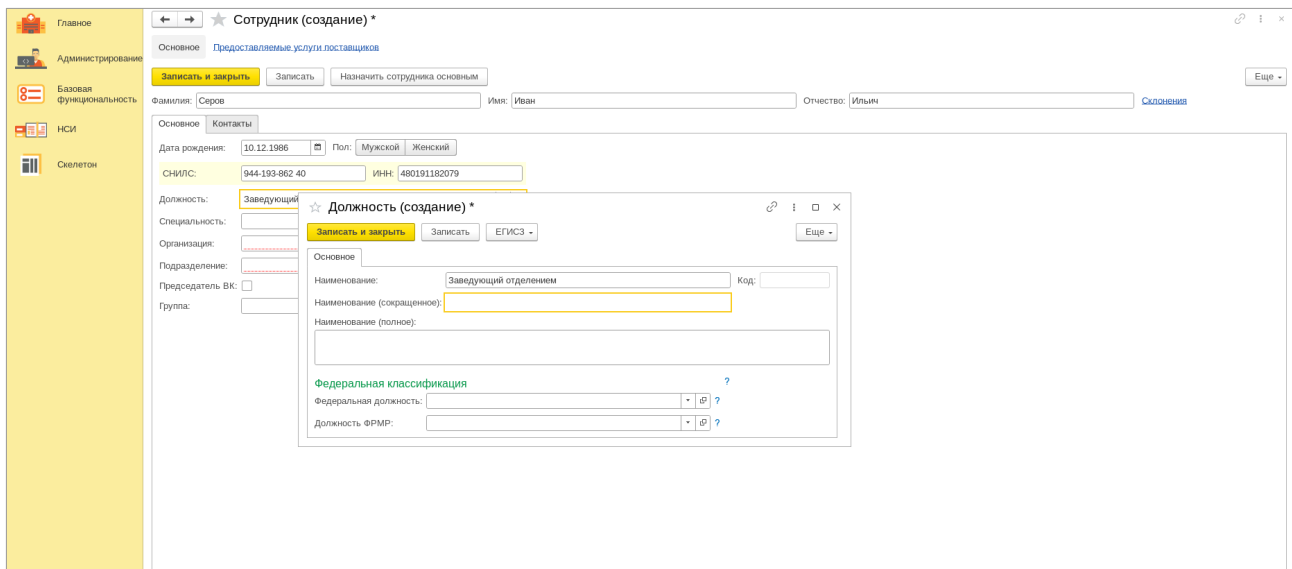 Главное
Администрирование
Базовая
функциональность
НСИ
Скелетон
Сотрудник (создание) *
Основное Предоставляемые услуги поставщиков
Записать и закрыть Записать Назначить сотрудника основным Еще
Фамилия: Серов Имя: Иван Отчество: Ильич Склонения
Основное Контакты
Дата рождения: 10.12.1986 Пол: Мужской Женский
СНИЛС: 944-193-862 40 ИНН: 480191182079
Должность: Заведующий
Специальность:
Организация:
Подразделение:
Председатель ВК:
Группа:
Должность (создание) *
Записать и закрыть Записать ЕГИСЗ Еще
Основное
Наименование: Заведующий отделением Код:
Наименование (сокращенное):
Наименование (полное):
Федеральная классификация ?
Федеральная должность: ?
Должность ФРМР: ?